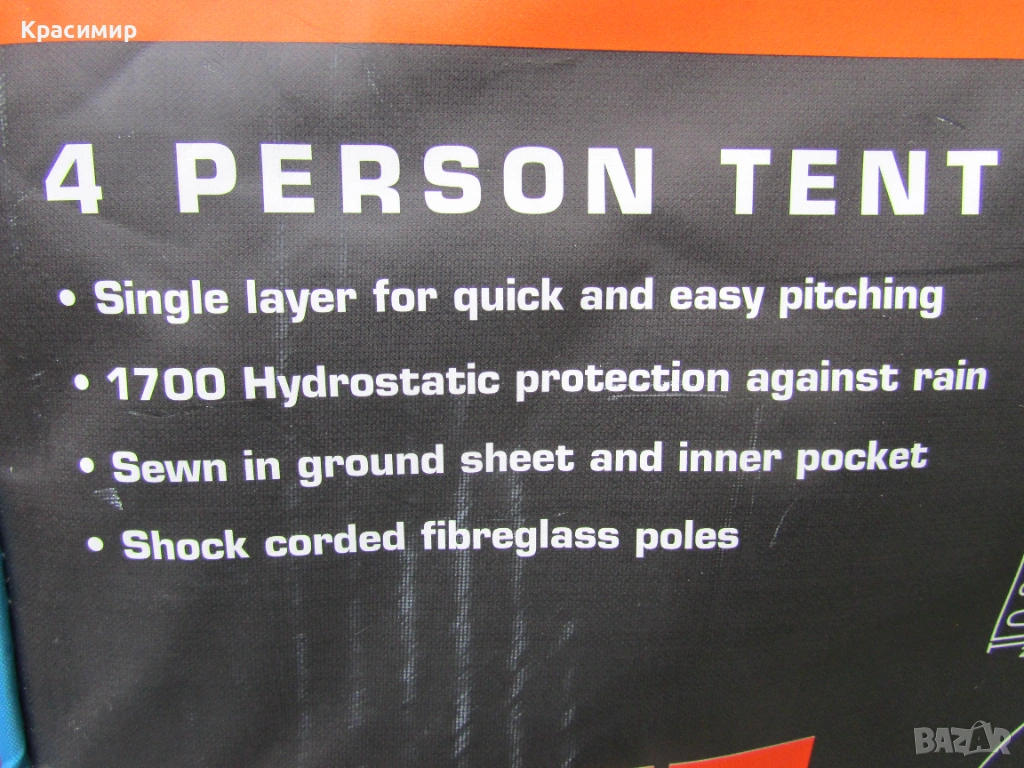 Красимир
4 PERSON TENT
• Single layer for quick and easy pitching
• 1700 Hydrostatic protection against rain
• Sewn in ground sheet and inner pocket
• Shock corded fibreglass poles
BAZAR